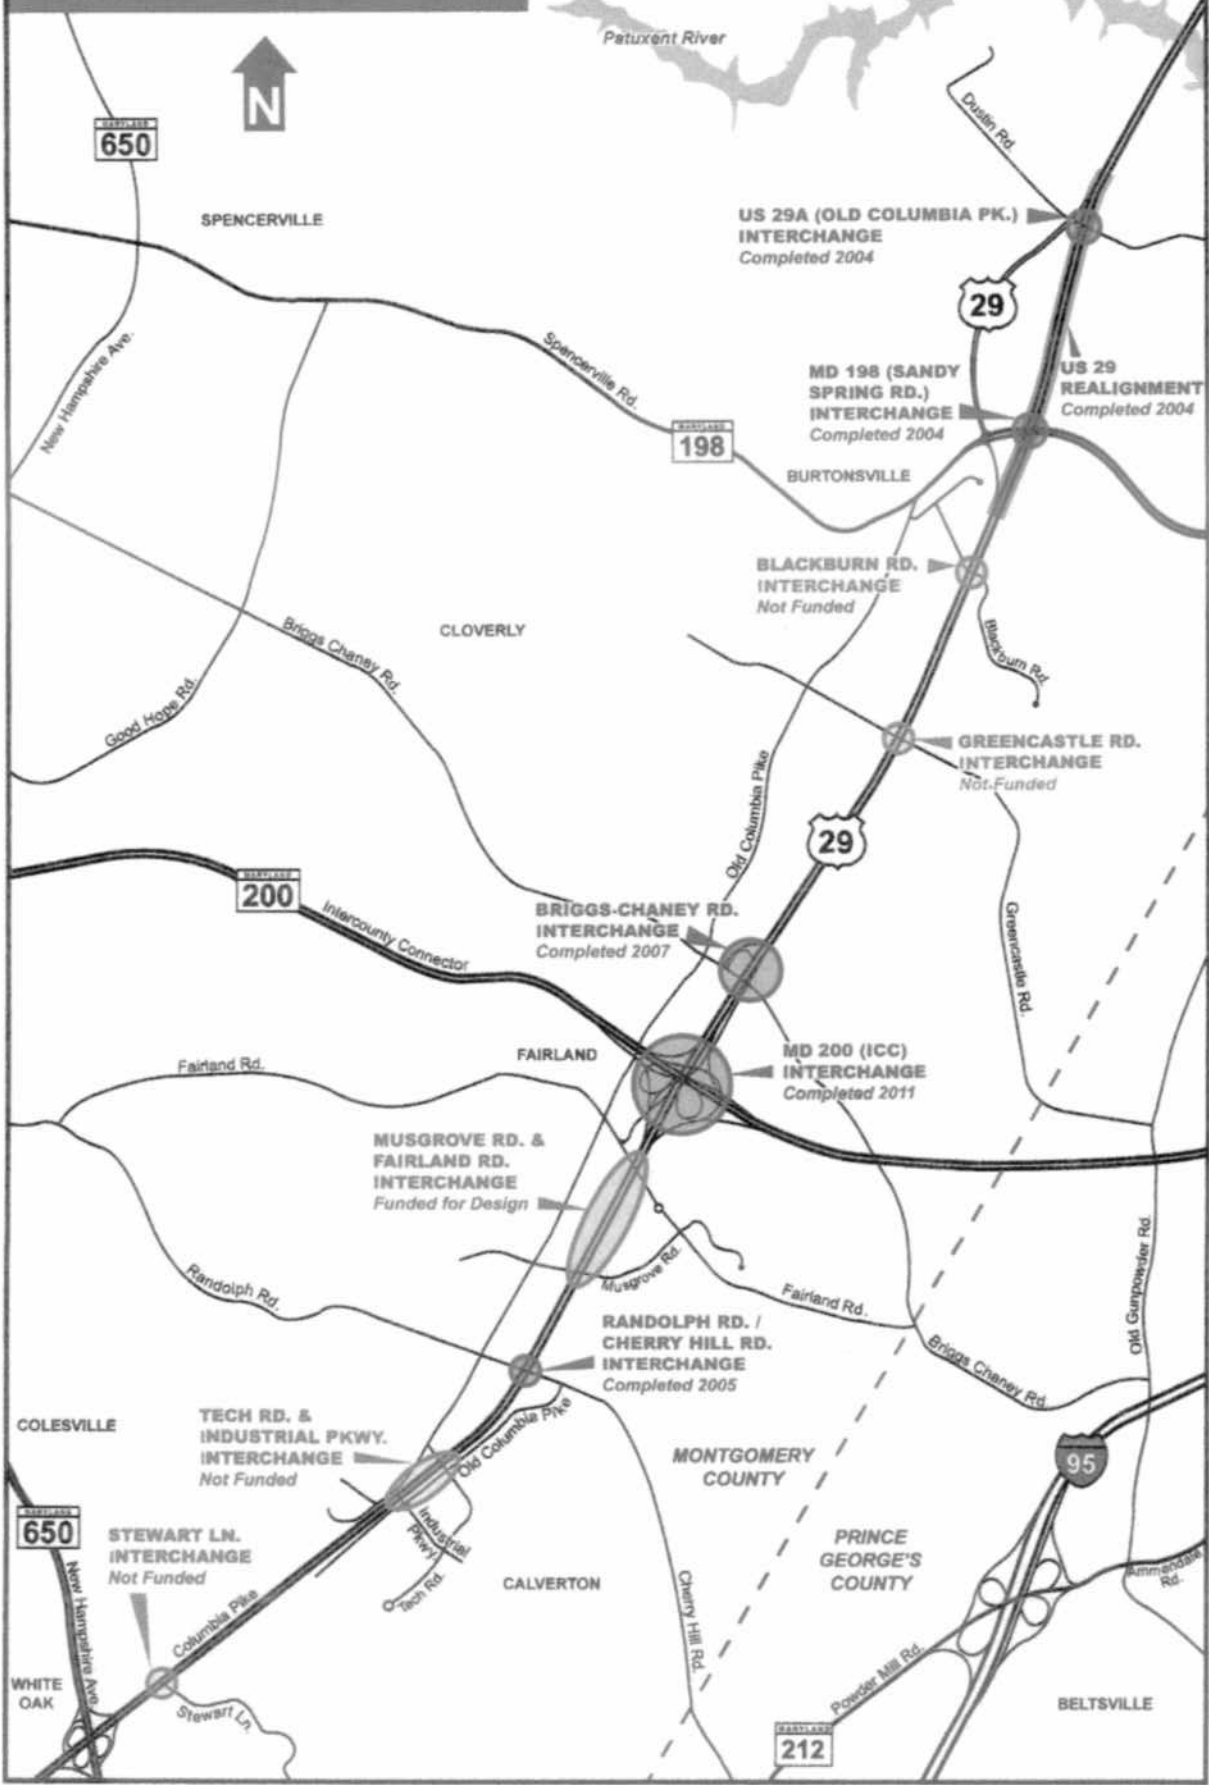 Patuxent River
N
Dustin Rd.
MARYLAND
650
SPENCERVILLE
US 29A (OLD COLUMBIA PK.)
INTERCHANGE
Completed 2004
29
New Hampshire Ave.
Spencerville Rd.
MD 198 (SANDY
SPRING RD.)
INTERCHANGE
Completed 2004
US 29
REALIGNMENT
Completed 2004
MARYLAND
198
BURTONSVILLE
BLACKBURN RD.
INTERCHANGE
Not Funded
Blackburn Rd.
Briggs Chaney Rd.
CLOVERLY
Good Hope Rd.
GREENCASTLE RD.
INTERCHANGE
Not Funded
Old Columbia Pike
29
MARYLAND
200
Intercounty Connector
BRIGGS-CHANEY RD.
INTERCHANGE
Completed 2007
Greencastle Rd.
FAIRLAND
Fairland Rd.
MD 200 (ICC)
INTERCHANGE
Completed 2011
MUSGROVE RD. &
FAIRLAND RD.
INTERCHANGE
Funded for Design
Musgrove Rd.
Fairland Rd.
Old Gunpowder Rd.
Randolph Rd.
RANDOLPH RD. /
CHERRY HILL RD.
INTERCHANGE
Completed 2005
Briggs Chaney Rd.
COLESVILLE
TECH RD. &
INDUSTRIAL PKWY.
INTERCHANGE
Not Funded
Old Columbia Pike
MONTGOMERY
COUNTY
95
MARYLAND
650
STEWART LN.
INTERCHANGE
Not Funded
Industrial
Pkwy.
Tech Rd.
CALVERTON
PRINCE
GEORGE'S
COUNTY
Ammendale
Rd.
New Hampshire Ave.
Columbia Pike
Cherry Hill Rd.
WHITE
OAK
Stewart Ln.
Powder Mill Rd.
BELTSVILLE
MARYLAND
212